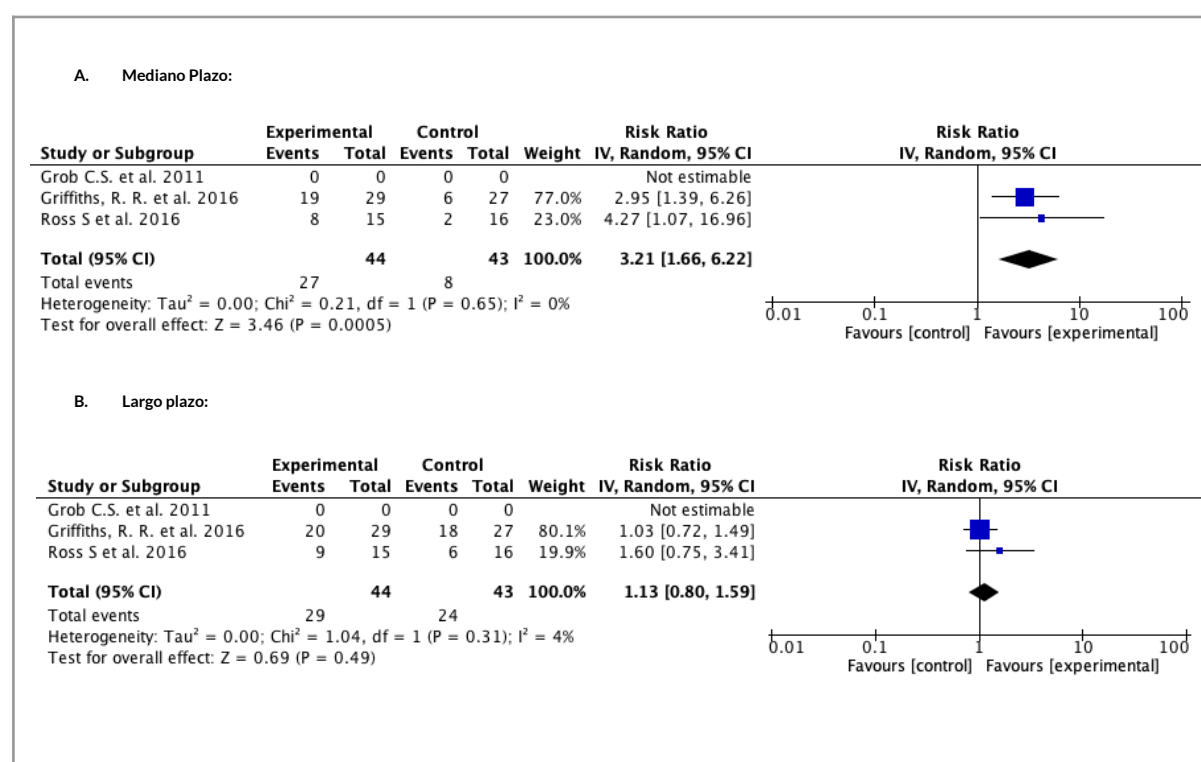 A. Mediano Plazo:
Experimental Control Risk Ratio Risk Ratio
Study or Subgroup Events Total Events Total Weight IV, Random, 95% CI IV, Random, 95% CI
Grob C.S. et al. 2011 0 0 0 0 Not estimable
Griffiths, R. R. et al. 2016 19 29 6 27 77.0% 2.95 [1.39, 6.26]
Ross S et al. 2016 8 15 2 16 23.0% 4.27 [1.07, 16.96]
Total (95% CI) 44 43 100.0% 3.21 [1.66, 6.22]
Total events 27 8
Heterogeneity: Tau² = 0.00; Chi² = 0.21, df = 1 (P = 0.65); I² = 0%
Test for overall effect: Z = 3.46 (P = 0.0005)
0.01 0.1 1 10 100
Favours [control] Favours [experimental]
B. Largo plazo:
Experimental Control Risk Ratio Risk Ratio
Study or Subgroup Events Total Events Total Weight IV, Random, 95% CI IV, Random, 95% CI
Grob C.S. et al. 2011 0 0 0 0 Not estimable
Griffiths, R. R. et al. 2016 20 29 18 27 80.1% 1.03 [0.72, 1.49]
Ross S et al. 2016 9 15 6 16 19.9% 1.60 [0.75, 3.41]
Total (95% CI) 44 43 100.0% 1.13 [0.80, 1.59]
Total events 29 24
Heterogeneity: Tau² = 0.00; Chi² = 1.04, df = 1 (P = 0.31); I² = 4%
Test for overall effect: Z = 0.69 (P = 0.49)
0.01 0.1 1 10 100
Favours [control] Favours [experimental]